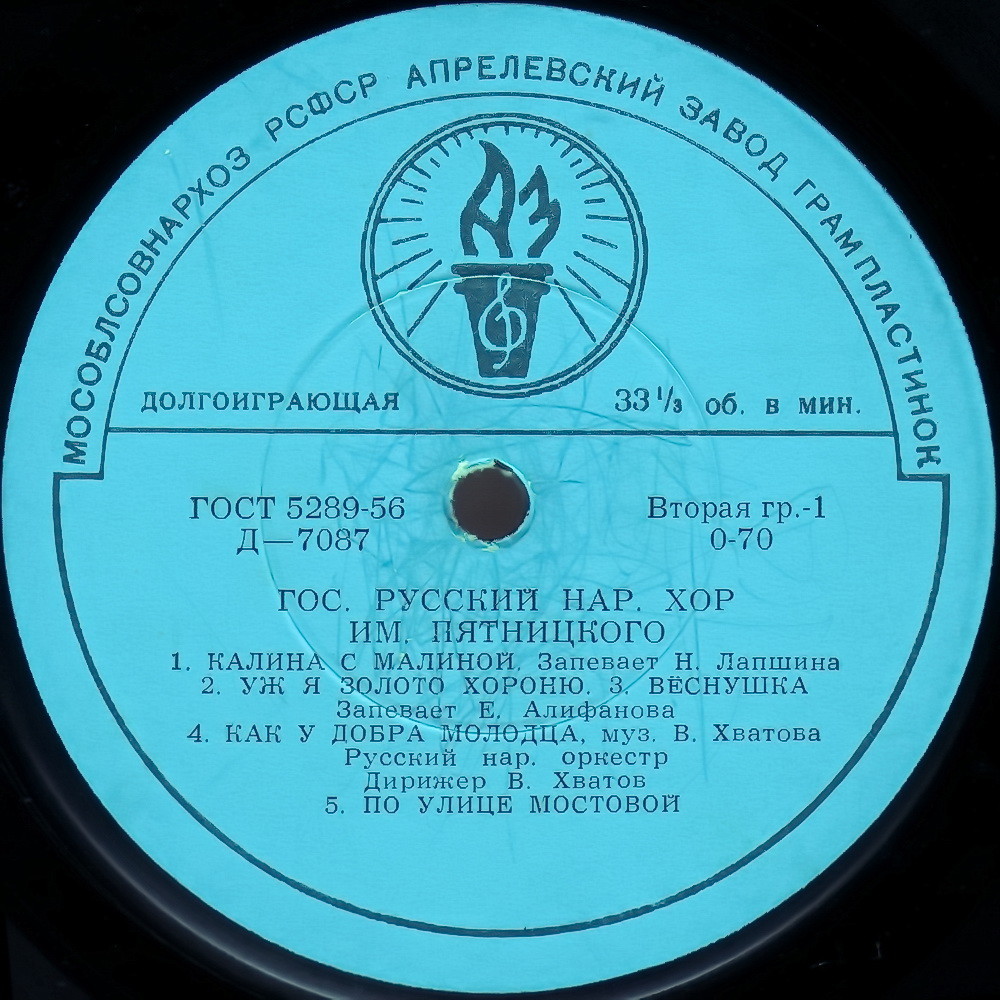 МОСОБЛСОВНАРХОЗ РСФСР АПРЕЛЕВСКИЙ ЗАВОД ГРАМПЛАСТИНОК
АЗ
ДОЛГОИГРАЮЩАЯ 33 1/3 об. в мин.
ГОСТ 5289-56 Вторая гр.-1
Д—7087 0-70
ГОС. РУССКИЙ НАР. ХОР
ИМ. ПЯТНИЦКОГО
1. КАЛИНА С МАЛИНОЙ. Запевает Н. Лапшина
2. УЖ Я ЗОЛОТО ХОРОНЮ. 3. ВЕСНУШКА
Запевает Е. Алифанова
4. КАК У ДОБРА МОЛОДЦА, муз. В. Хватова
Русский нар. оркестр
Дирижер В. Хватов
5. ПО УЛИЦЕ МОСТОВОЙ